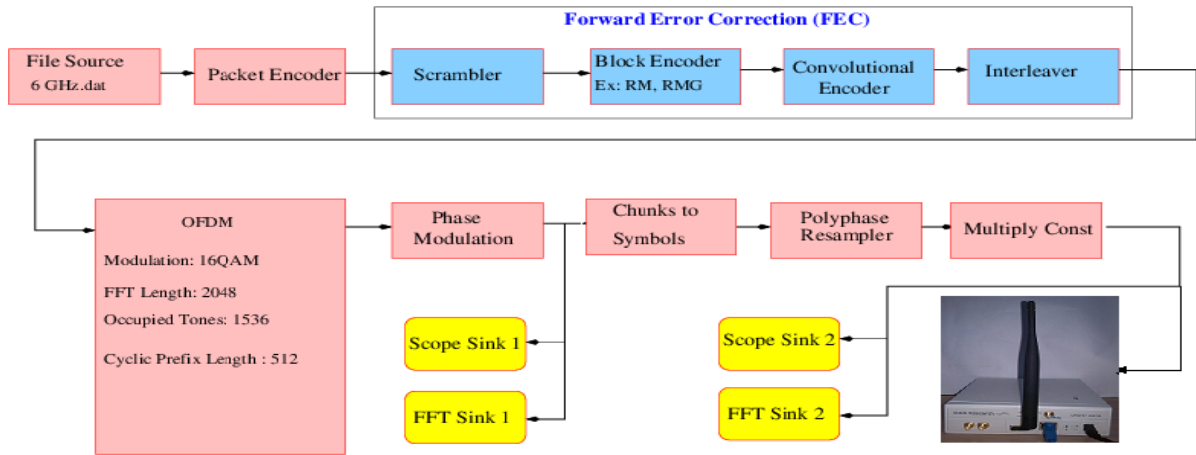 Forward Error Correction (FEC)
File Source
6 GHz.dat
Packet Encoder
Scrambler
Block Encoder
Ex: RM, RMG
Convolutional
Encoder
Interleaver
OFDM
Modulation: 16QAM
FFT Length: 2048
Occupied Tones: 1536
Cyclic Prefix Length : 512
Phase
Modulation
Chunks to
Symbols
Polyphase
Resampler
Multiply Const
Scope Sink 1
FFT Sink 1
Scope Sink 2
FFT Sink 2